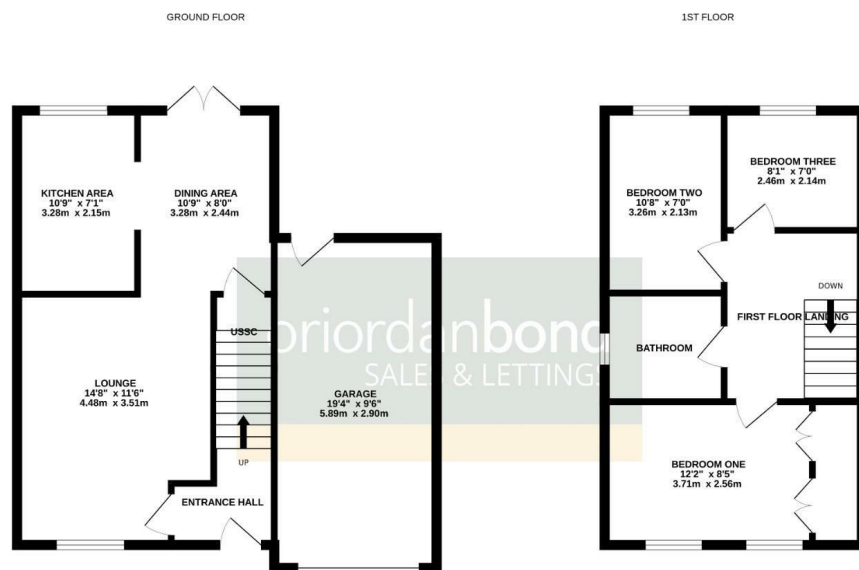 GROUND FLOOR
KITCHEN AREA
10'9" x 7'1"
3.28m x 2.15m
DINING AREA
10'9" x 8'0"
3.28m x 2.44m
USSC
LOUNGE
14'8" x 11'6"
4.48m x 3.51m
UP
ENTRANCE HALL
GARAGE
19'4" x 9'6"
5.89m x 2.90m
1ST FLOOR
BEDROOM TWO
10'8" x 7'0"
3.26m x 2.13m
BEDROOM THREE
8'1" x 7'0"
2.46m x 2.14m
DOWN
FIRST FLOOR LANDING
BATHROOM
BEDROOM ONE
12'2" x 8'5"
3.71m x 2.56m
oriordanbond
SALES & LETTINGS